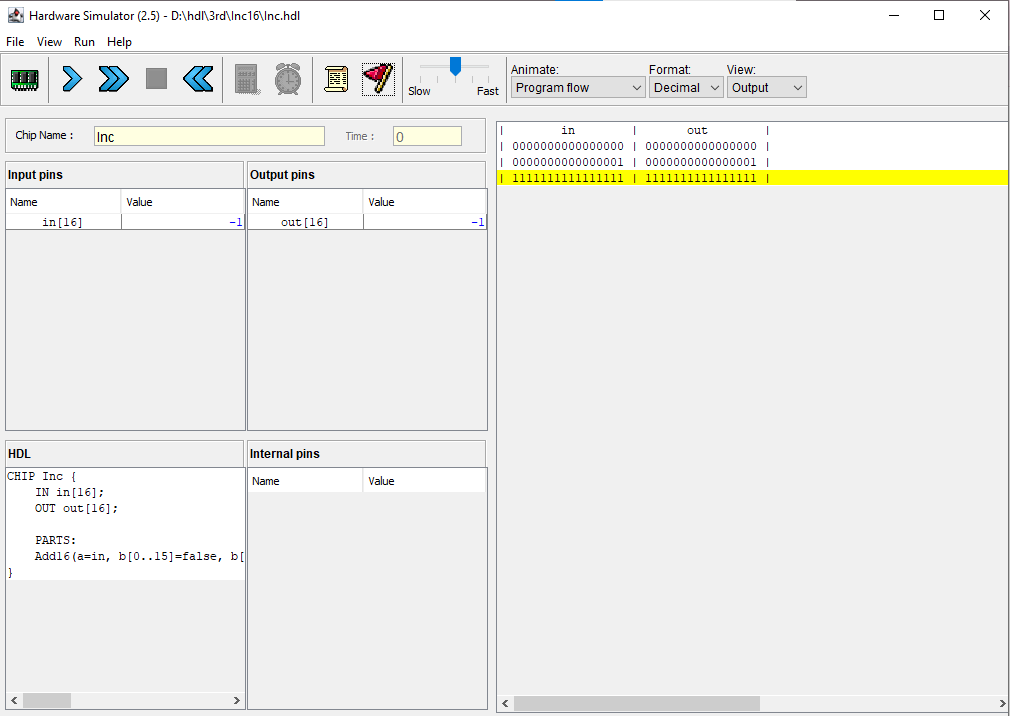 Hardware Simulator (2.5) - D:\hdl\3rd\Inc16\Inc.hdl
File View Run Help
Slow Fast
Animate: Format: View:
Program flow Decimal Output
Chip Name : Inc Time : 0
Input pins
Name Value
in[16] -1
Output pins
Name Value
out[16] -1
HDL
CHIP Inc {
IN in[16];
OUT out[16];
PARTS:
Add16(a=in, b[0..15]=false, b[
}
Internal pins
Name Value
| in | out |
| 0000000000000000 | 0000000000000000 |
| 0000000000000001 | 0000000000000001 |
| 1111111111111111 | 1111111111111111 |